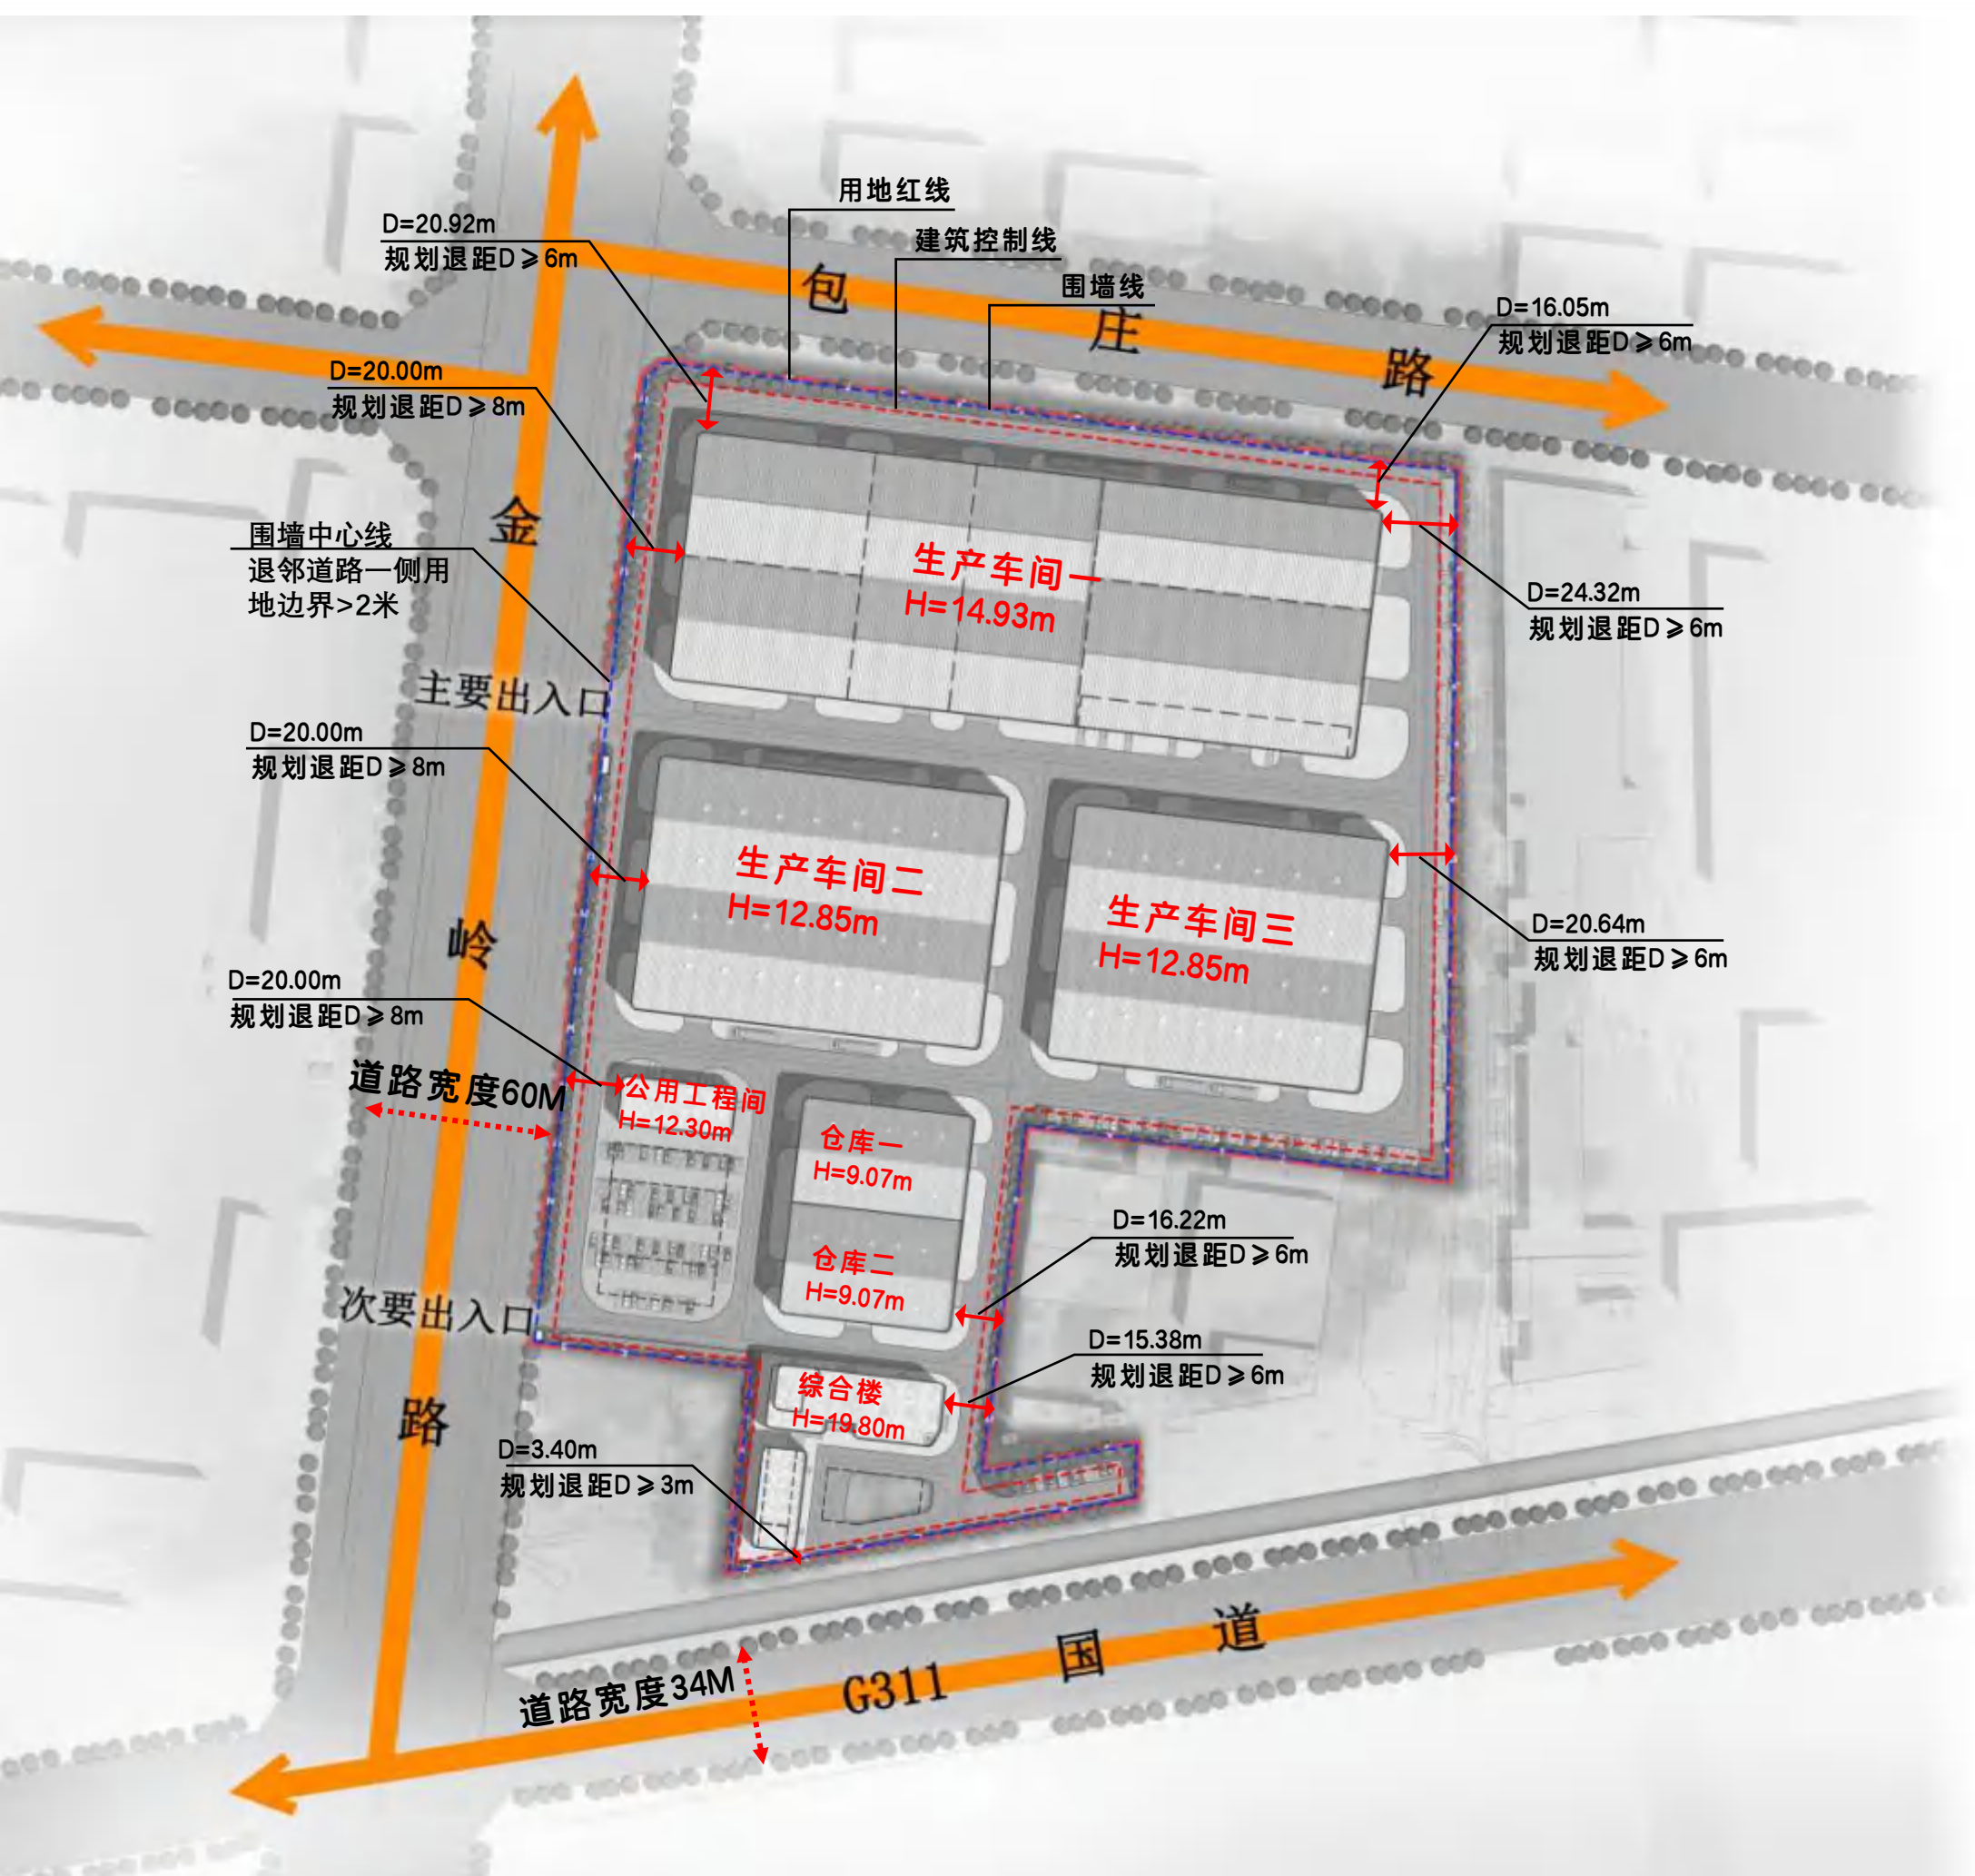 用地红线
D=20.92m
规划退距D≥6m
建筑控制线
围墙线
包庄路
D=16.05m
规划退距D≥6m
D=20.00m
规划退距D≥8m
金岭路
围墙中心线
退邻道路一侧用
地边界>2米
生产车间一
H=14.93m
D=24.32m
规划退距D≥6m
主要出入口
D=20.00m
规划退距D≥8m
生产车间二
H=12.85m
生产车间三
H=12.85m
D=20.64m
规划退距D≥6m
D=20.00m
规划退距D≥8m
道路宽度60M
公用工程间
H=12.30m
仓库一
H=9.07m
D=16.22m
规划退距D≥6m
仓库二
H=9.07m
次要出入口
D=15.38m
规划退距D≥6m
综合楼
H=19.80m
D=3.40m
规划退距D≥3m
道路宽度34M
G311国道